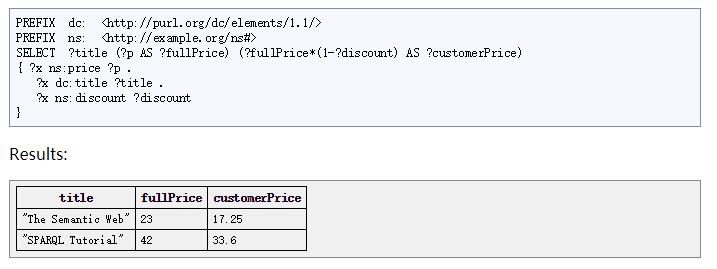 PREFIX dc: <http://purl.org/dc/elements/1.1/>
PREFIX ns: <http://example.org/ns#>
SELECT ?title (?p AS ?fullPrice) (?fullPrice*(1-?discount) AS ?customerPrice)
{ ?x ns:price ?p .
?x dc:title ?title .
?x ns:discount ?discount
}
Results:
title fullPrice customerPrice
"The Semantic Web" 23 17.25
"SPARQL Tutorial" 42 33.6